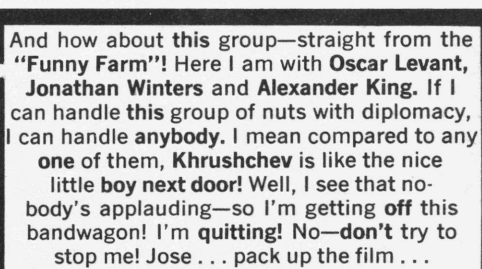 And how about this group—straight from the
"Funny Farm"! Here I am with Oscar Levant,
Jonathan Winters and Alexander King. If I
can handle this group of nuts with diplomacy,
I can handle anybody. I mean compared to any
one of them, Khrushchev is like the nice
little boy next door! Well, I see that no-
body's applauding—so I'm getting off this
bandwagon! I'm quitting! No—don't try to
stop me! Jose . . . pack up the film . . .